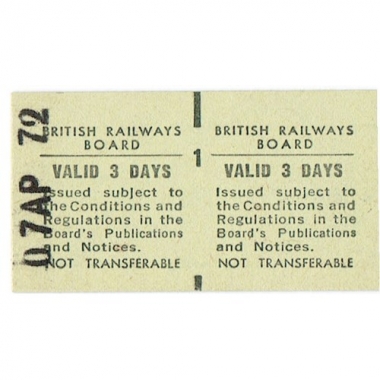 07AP 72
BRITISH RAILWAYS
BOARD
VALID 3 DAYS
Issued subject to
the Conditions and
Regulations in the
Board's Publications
and Notices.
NOT TRANSFERABLE
1
BRITISH RAILWAYS
BOARD
VALID 3 DAYS
Issued subject to
the Conditions and
Regulations in the
Board's Publications
and Notices.
NOT TRANSFERABLE